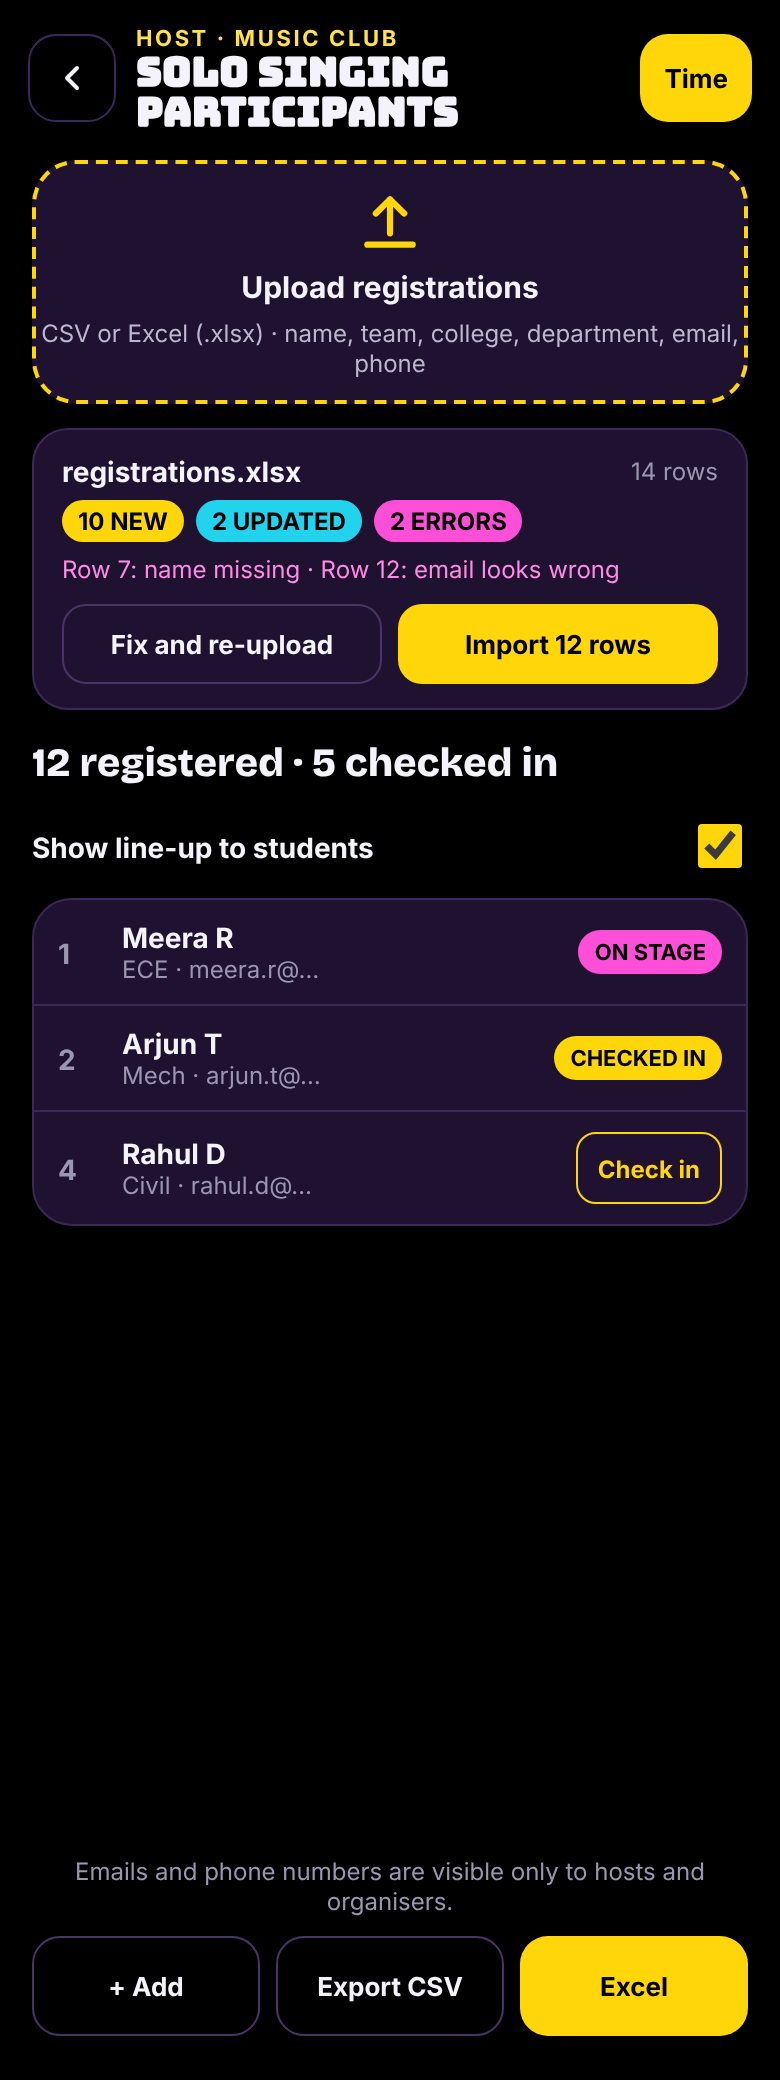 HOST · MUSIC CLUB
SOLO SINGING
PARTICIPANTS
Time
Upload registrations
CSV or Excel (.xlsx) · name, team, college, department, email,
phone
registrations.xlsx
14 rows
10 NEW
2 UPDATED
2 ERRORS
Row 7: name missing · Row 12: email looks wrong
Fix and re-upload
Import 12 rows
12 registered · 5 checked in
Show line-up to students
1
Meera R
ECE · meera.r@...
ON STAGE
2
Arjun T
Mech · arjun.t@...
CHECKED IN
4
Rahul D
Civil · rahul.d@...
Check in
Emails and phone numbers are visible only to hosts and
organisers.
+ Add
Export CSV
Excel